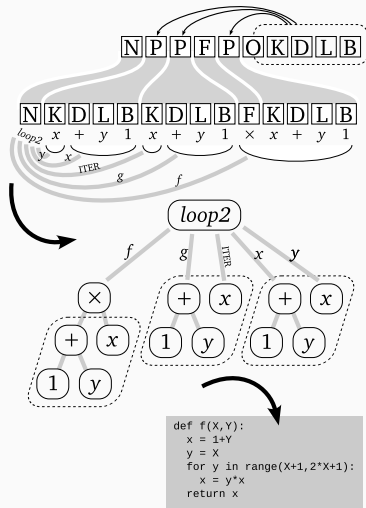 N P P F P O K D L B
N K D L B K D L B F K D L B
loop2 x + y 1 x + y 1 × x + y 1
y x ITER g f
loop2
f g ITER x y
× + x + x
+ x 1 y 1 y
1 y
def f(X,Y):
x = 1+Y
y = X
for y in range(X+1,2*X+1):
x = y*x
return x